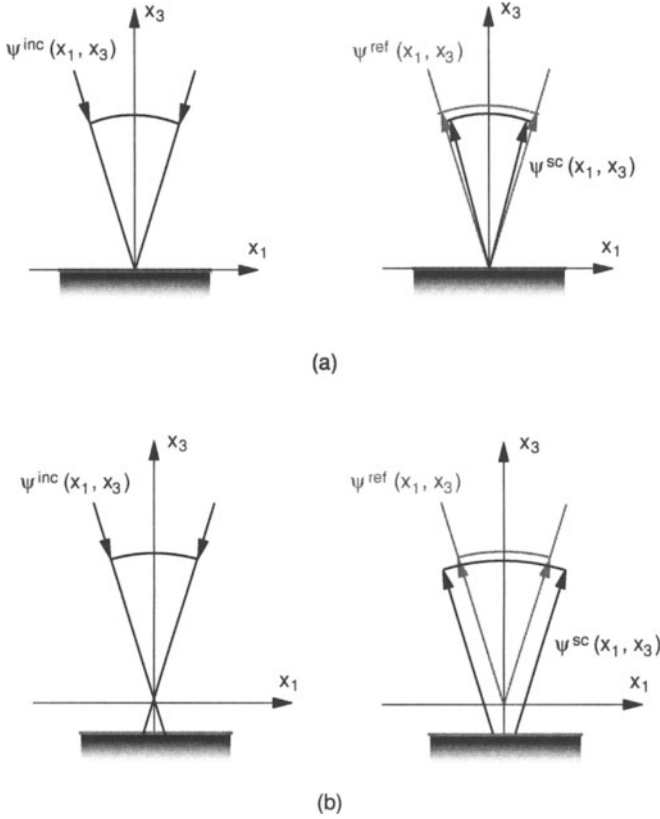 x₃
ψⁱⁿᶜ(x₁, x₃)
x₁
x₃
ψʳᵉᶠ(x₁, x₃)
ψˢᶜ(x₁, x₃)
x₁
(a)
x₃
ψⁱⁿᶜ(x₁, x₃)
x₁
x₃
ψʳᵉᶠ(x₁, x₃)
ψˢᶜ(x₁, x₃)
x₁
(b)